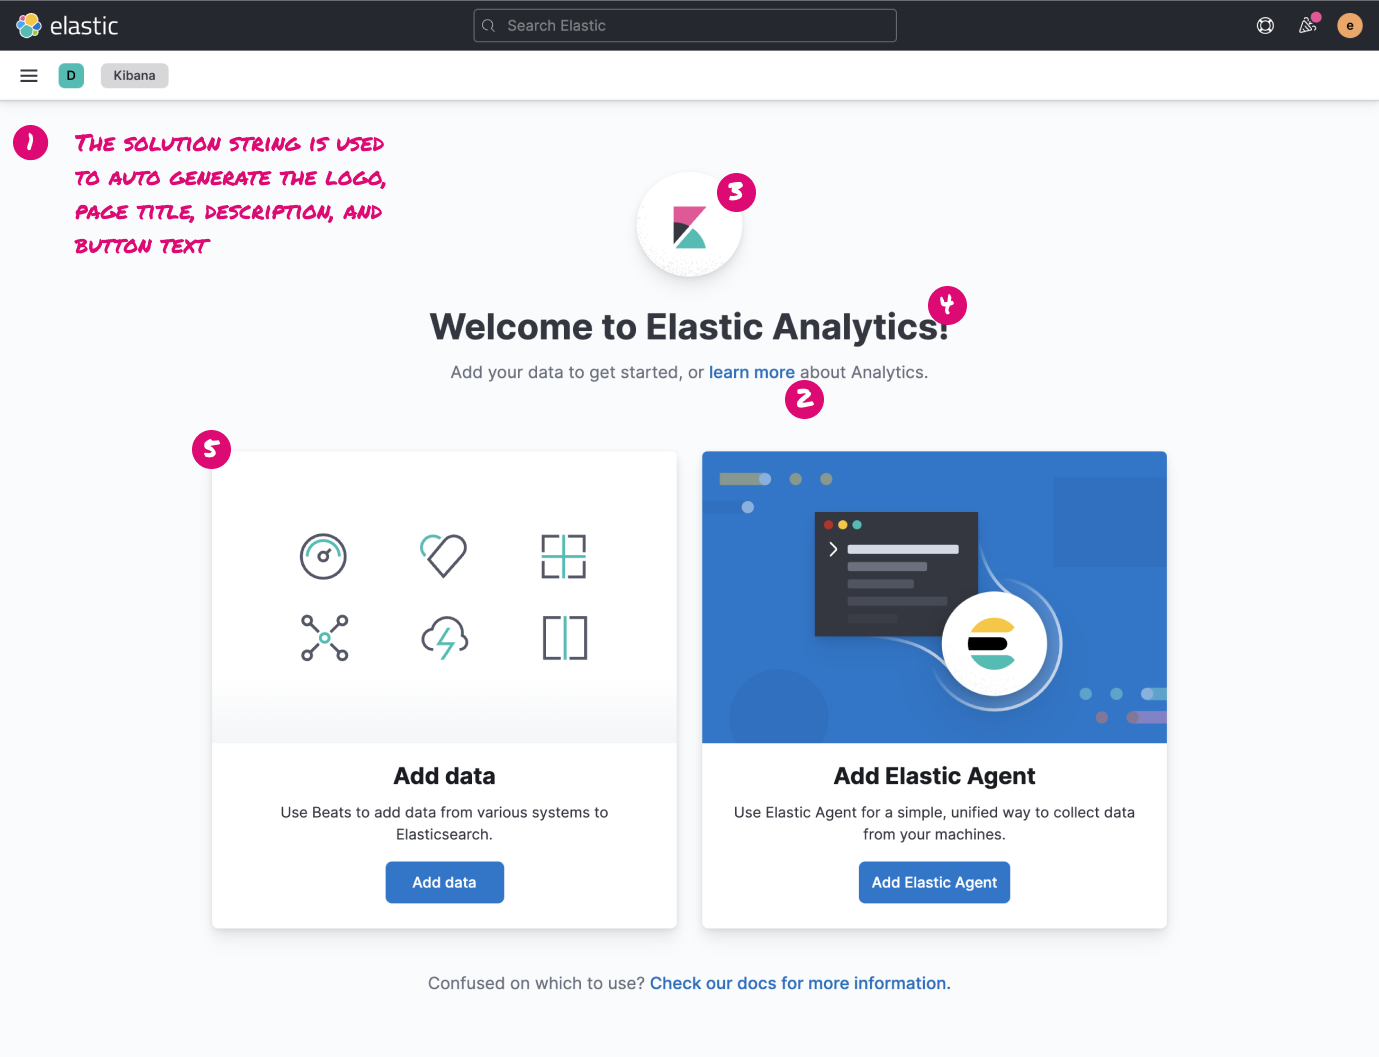 elastic
Search Elastic
e
D
Kibana
1
The solution string is used
to auto generate the logo,
page title, description, and
button text
3
4
Welcome to Elastic Analytics!
Add your data to get started, or learn more about Analytics.
2
5
Add data
Use Beats to add data from various systems to
Elasticsearch.
Add data
Add Elastic Agent
Use Elastic Agent for a simple, unified way to collect data
from your machines.
Add Elastic Agent
Confused on which to use? Check our docs for more information.